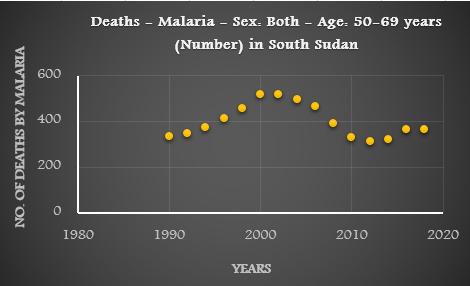 Deaths - Malaria - Sex: Both - Age: 50-69 years
(Number) in South Sudan
NO. OF DEATHS BY MALARIA
600
400
200
0
1980
1990
2000
2010
2020
YEARS